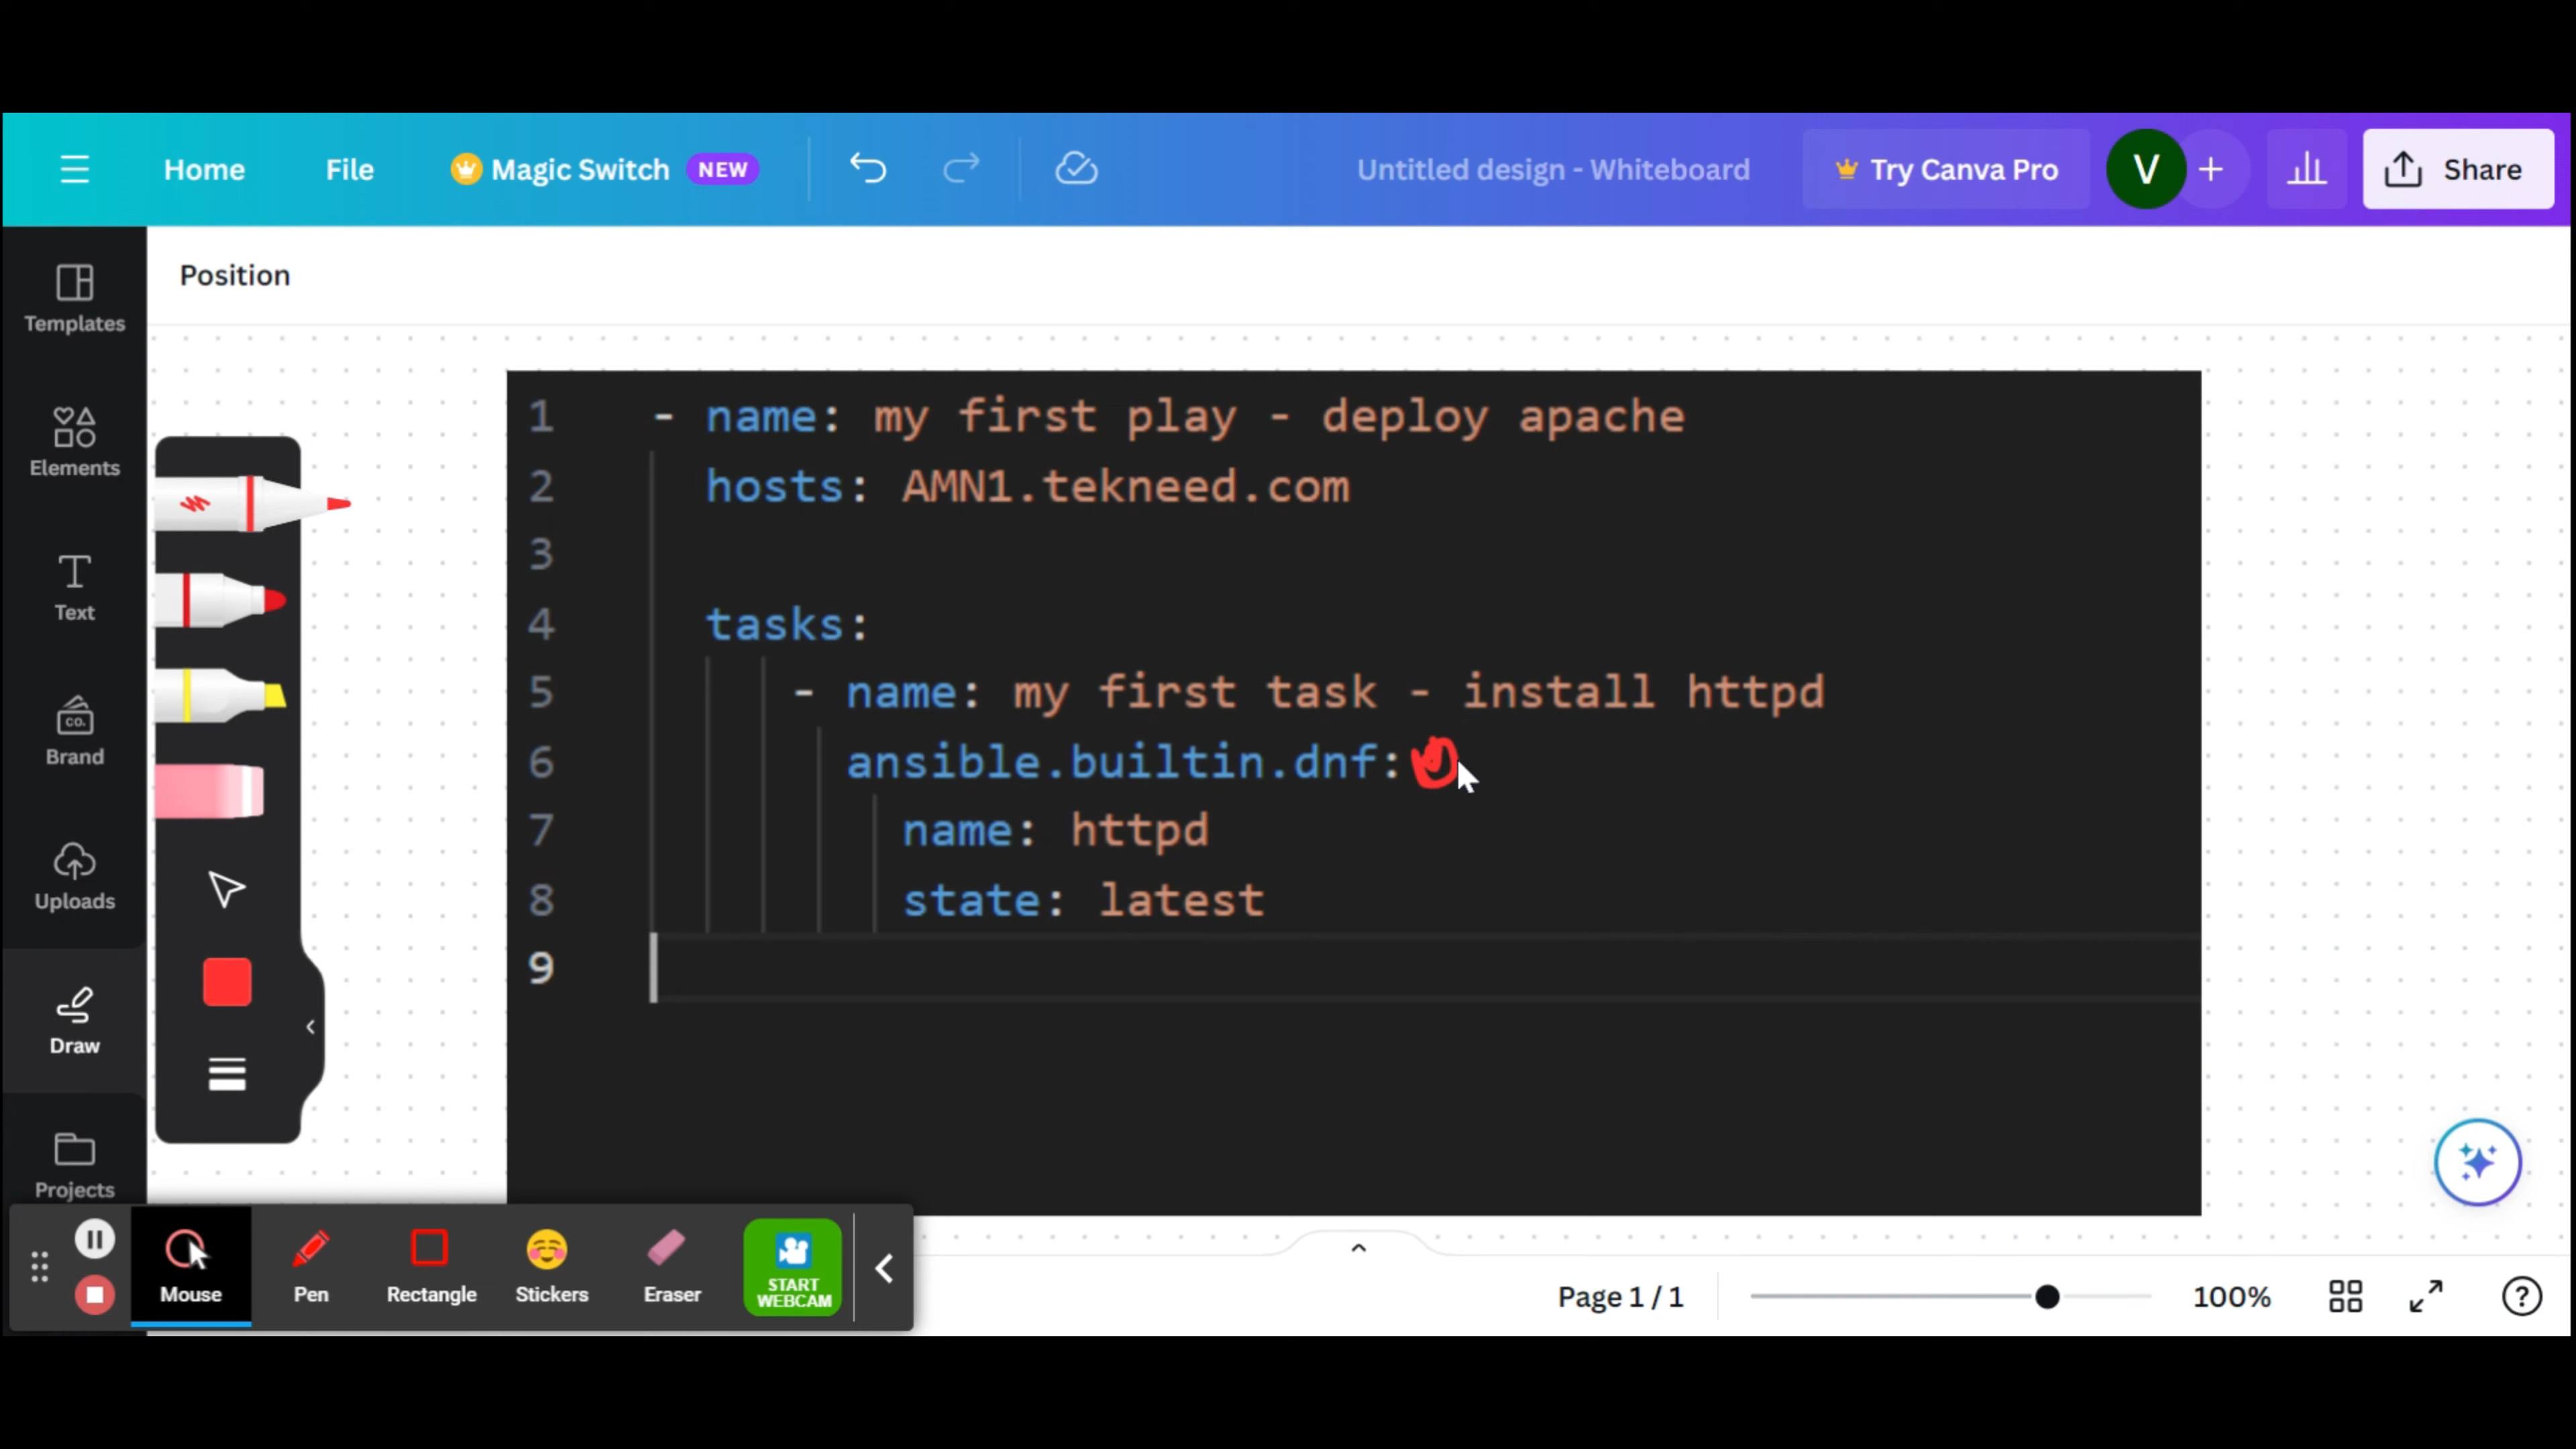 Home File Magic Switch NEW Untitled design - Whiteboard Try Canva Pro V + Share
Position
Templates
Elements
Text
CO.
Brand
Uploads
Draw
Projects
1 - name: my first play - deploy apache
2 hosts: AMN1.tekneed.com
3
4 tasks:
5 - name: my first task - install httpd
6 ansible.builtin.dnf:
7 name: httpd
8 state: latest
9
Mouse Pen Rectangle Stickers Eraser START WEBCAM
Page 1 / 1 100% ?